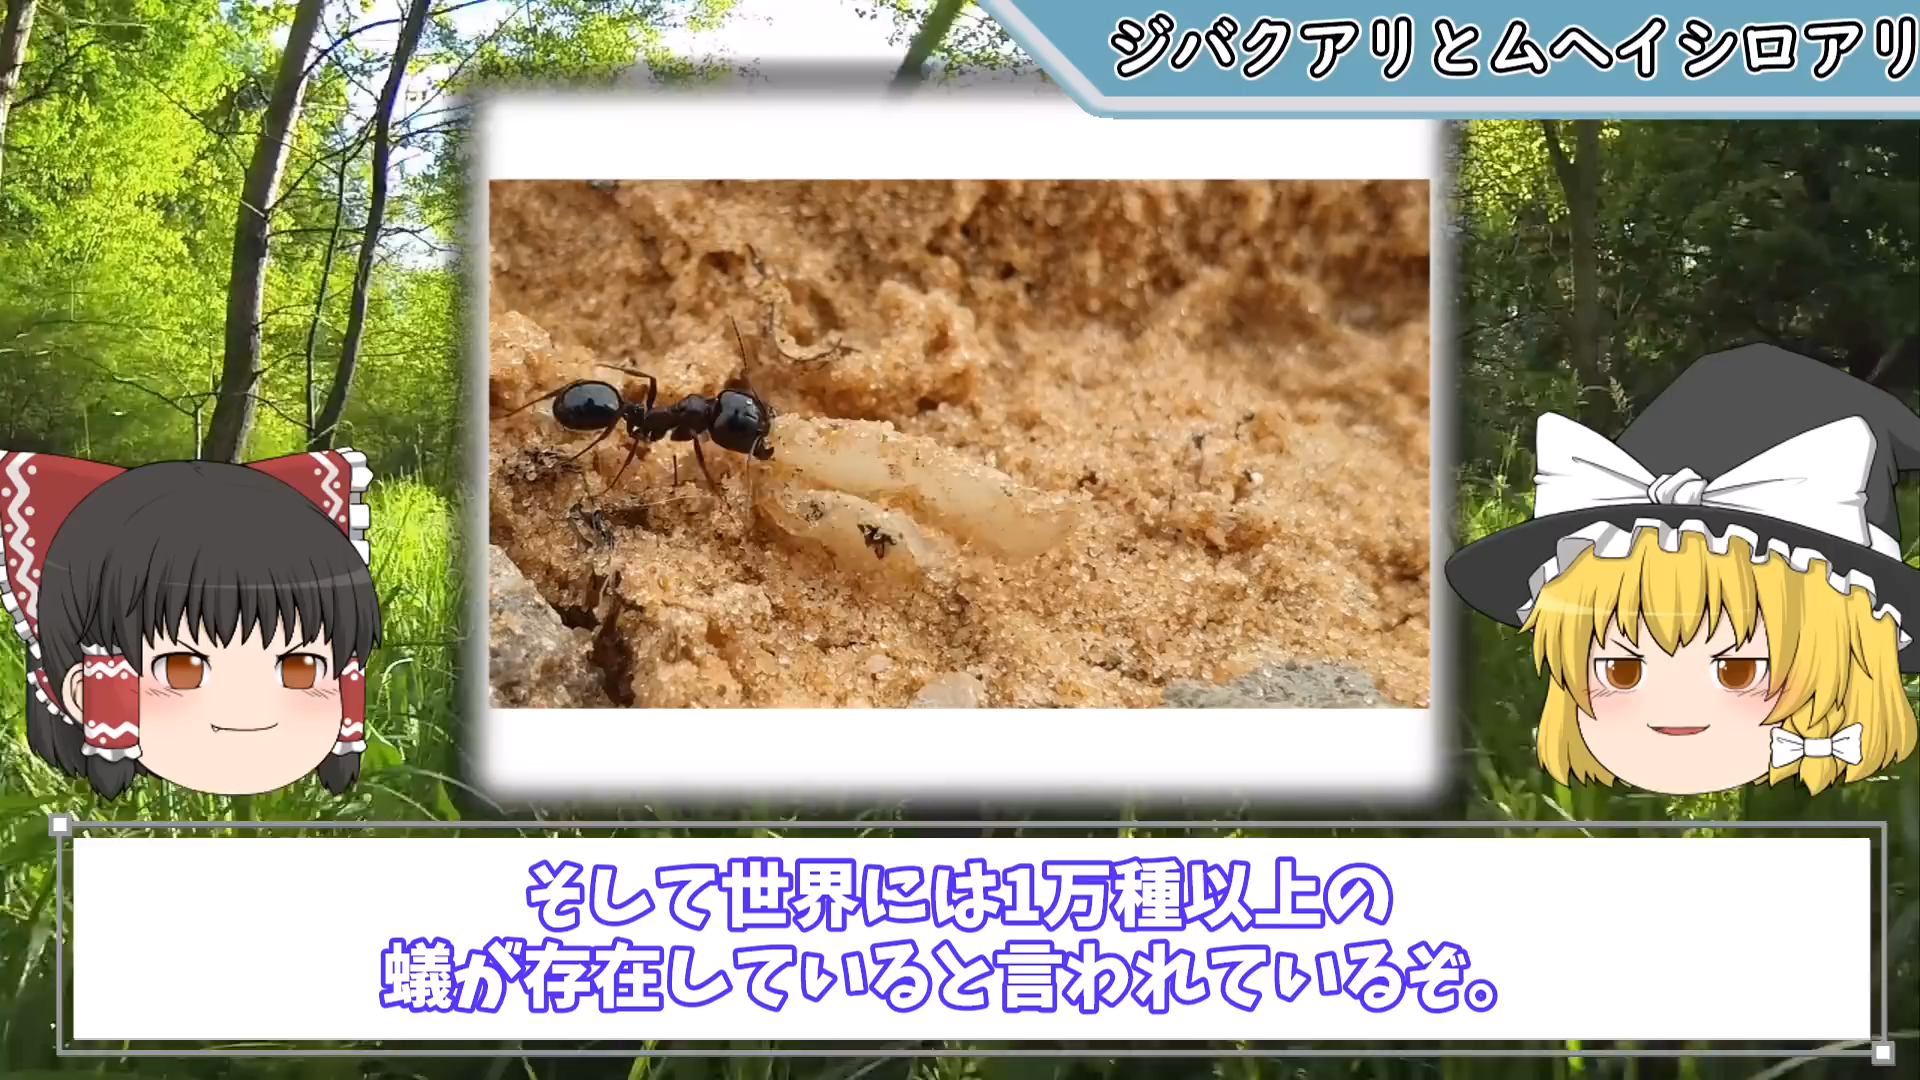 ジバクアリとムヘイシロアリ
そして世界には1万種以上の
蟻が存在していると言われているぞ。